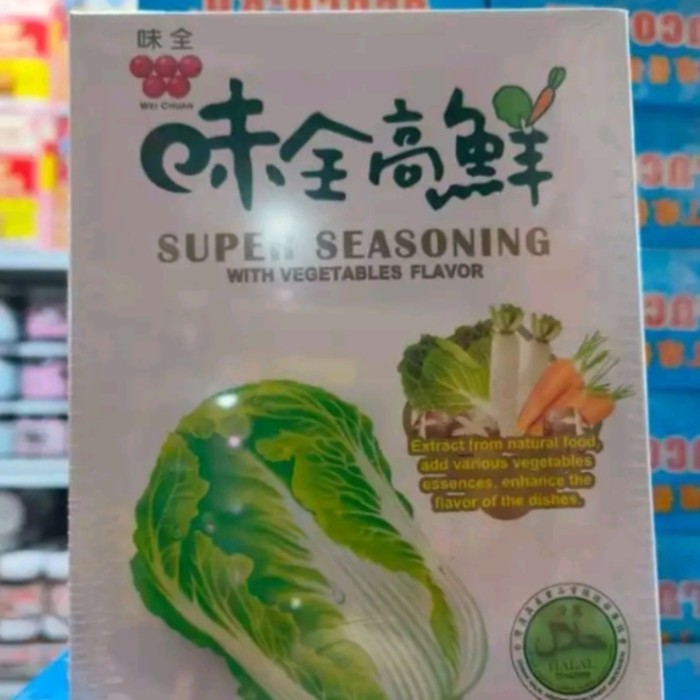 味全
WEI CHUAN
味全高鮮
SUPER SEASONING
WITH VEGETABLES FLAVOR
Extract from natural food,
add various vegetables
essences, enhance the
flavor of the dishes.
حلال
HALAL